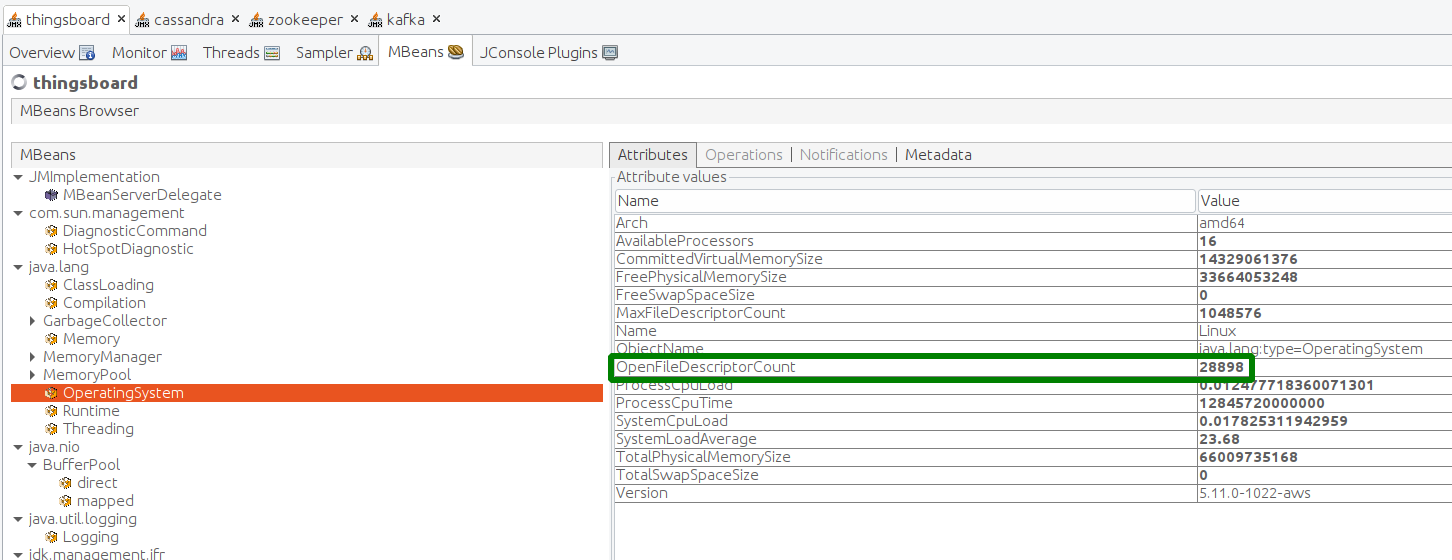 thingsboard × cassandra × zookeeper × kafka ×
Overview Monitor Threads Sampler MBeans JConsole Plugins
thingsboard
MBeans Browser
MBeans
JMImplementation
MBeanServerDelegate
com.sun.management
DiagnosticCommand
HotSpotDiagnostic
java.lang
ClassLoading
Compilation
GarbageCollector
Memory
MemoryManager
MemoryPool
OperatingSystem
Runtime
Threading
java.nio
BufferPool
direct
mapped
java.util.logging
Logging
jdk.management.jfr
Attributes Operations Notifications Metadata
Attribute values
Name Value
Arch amd64
AvailableProcessors 16
CommittedVirtualMemorySize 14329061376
FreePhysicalMemorySize 33664053248
FreeSwapSpaceSize 0
MaxFileDescriptorCount 1048576
Name Linux
ObjectName java.lang:type=OperatingSystem
OpenFileDescriptorCount 28898
ProcessCpuLoad 0.012477718360071301
ProcessCpuTime 12845720000000
SystemCpuLoad 0.017825311942959
SystemLoadAverage 23.68
TotalPhysicalMemorySize 66009735168
TotalSwapSpaceSize 0
Version 5.11.0-1022-aws